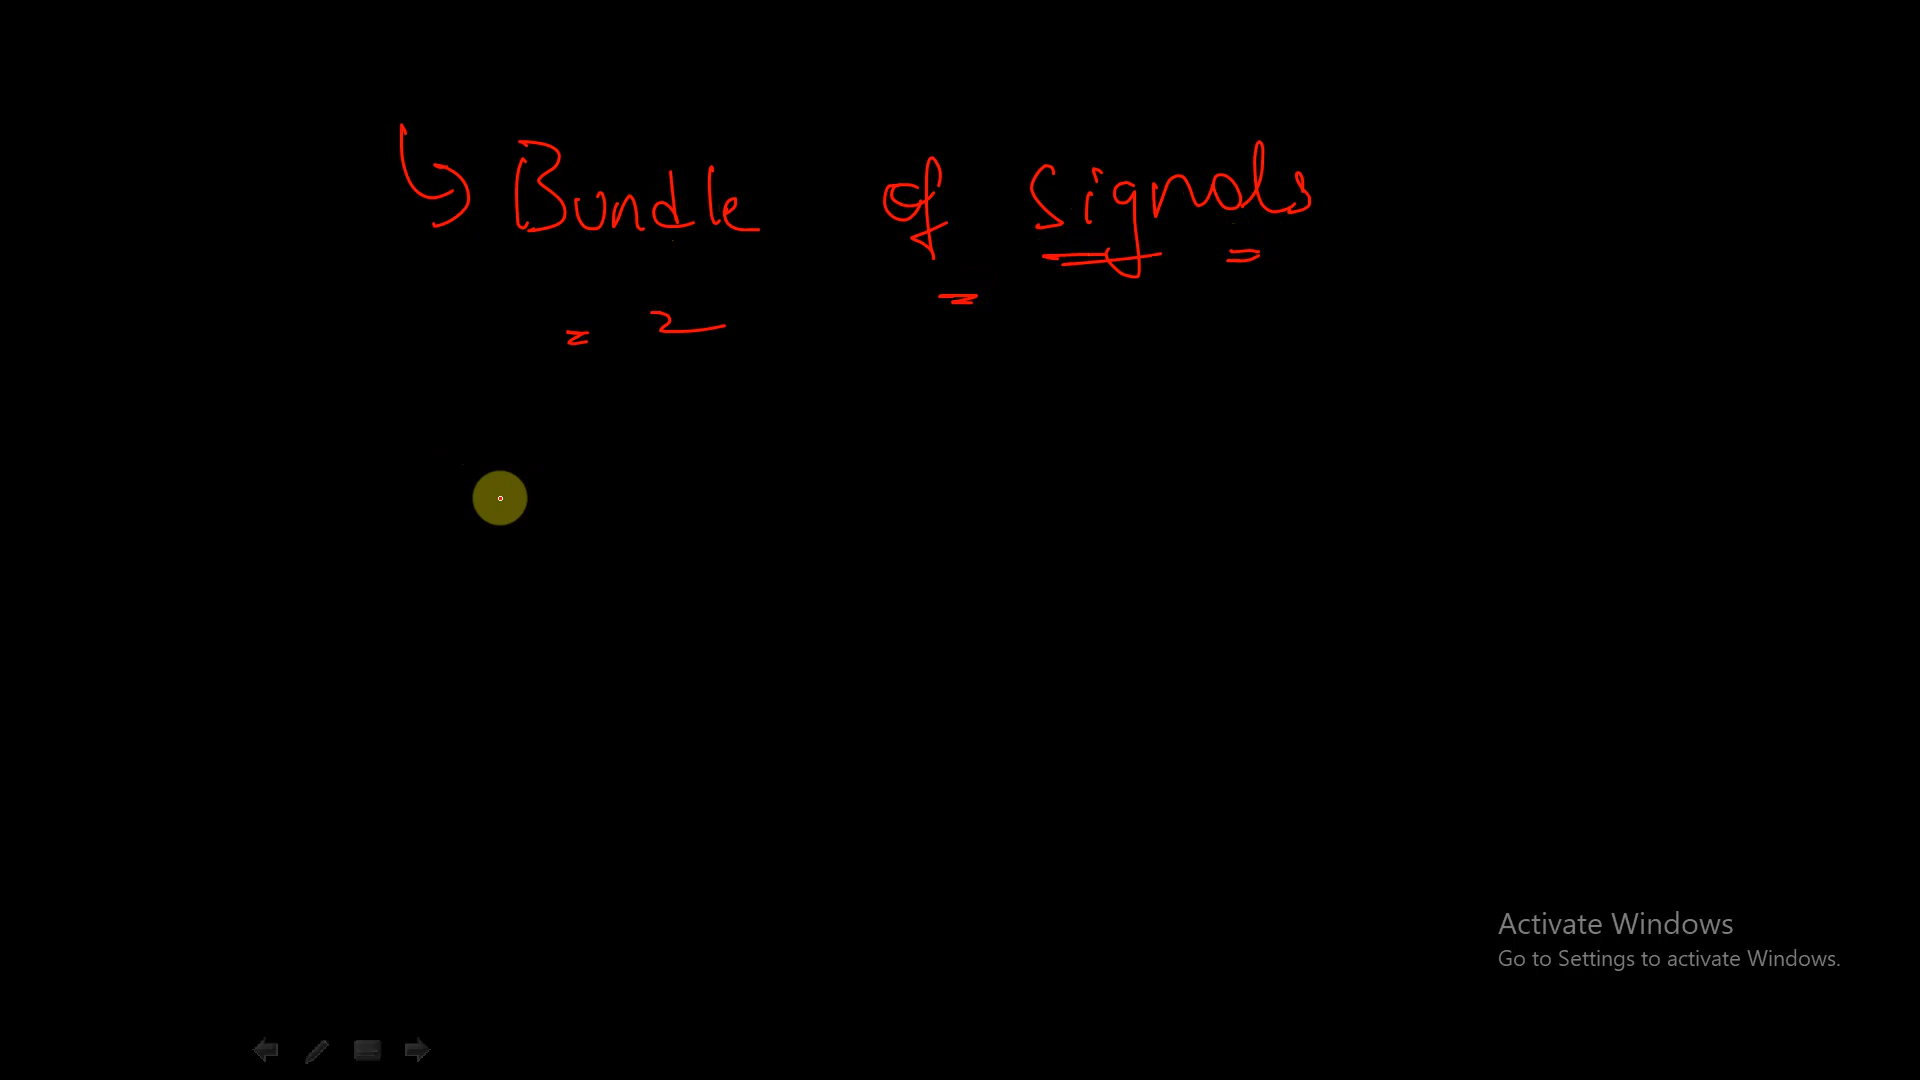 ↳ Bundle of Signals
Activate Windows
Go to Settings to activate Windows.